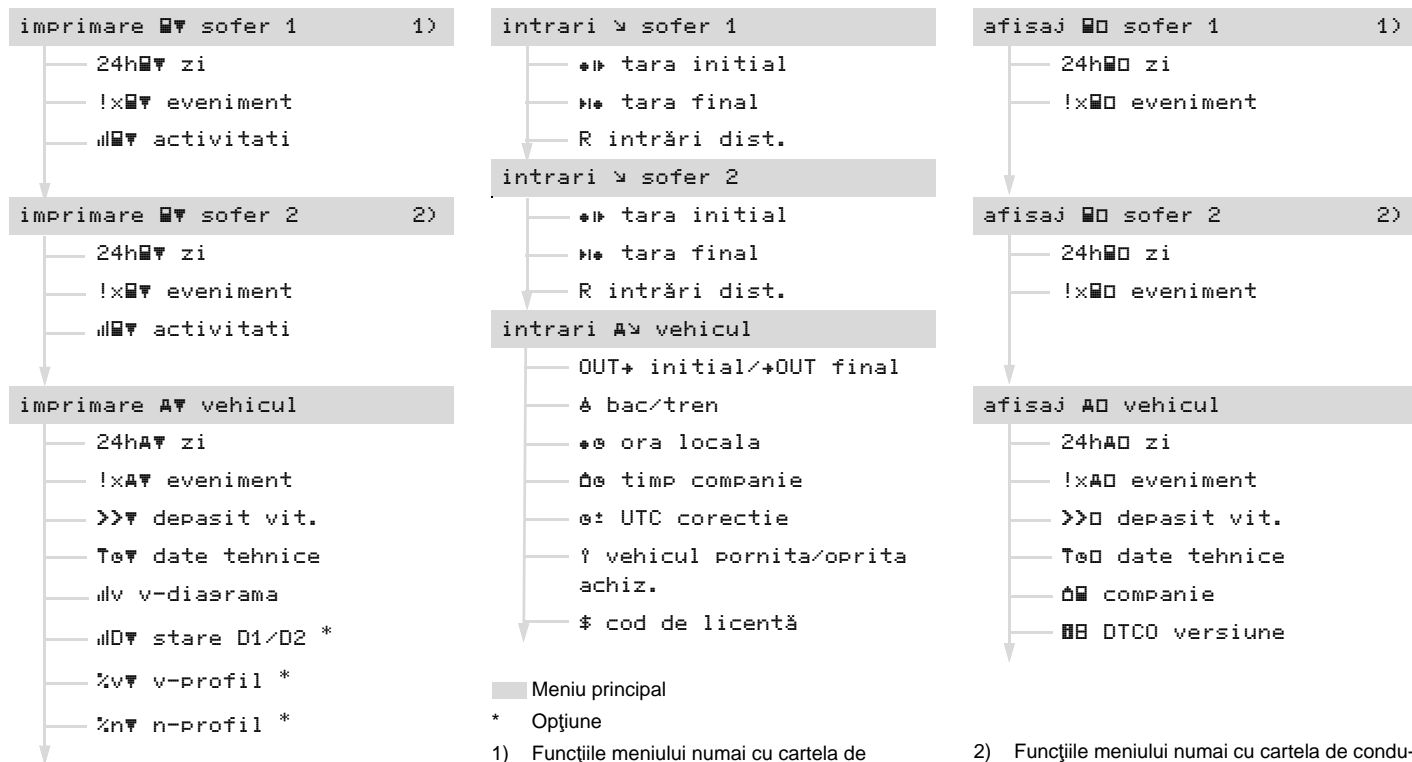 imprimare sofer 1 1)
24h zi
!x eveniment
activitati
imprimare sofer 2 2)
24h zi
!x eveniment
activitati
imprimare vehicul
24h zi
!x eveniment
>> depasit vit.
T date tehnice
v v-diagrama
D stare D1/D2 *
%v v-profil *
%n n-profil *
intrari sofer 1
tara initial
tara final
R intrări dist.
intrari sofer 2
tara initial
tara final
R intrări dist.
intrari vehicul
OUT→ initial/→OUT final
bac/tren
ora locala
timp companie
UTC corectie
vehicul pornita/oprita
achiz.
$ cod de licentă
Meniu principal
* Opţiune
1) Funcţiile meniului numai cu cartela de
afisaj sofer 1 1)
24h zi
!x eveniment
afisaj sofer 2 2)
24h zi
!x eveniment
afisaj vehicul
24h zi
!x eveniment
>> depasit vit.
T date tehnice
companie
DTCO versiune
2) Funcţiile meniului numai cu cartela de condu-